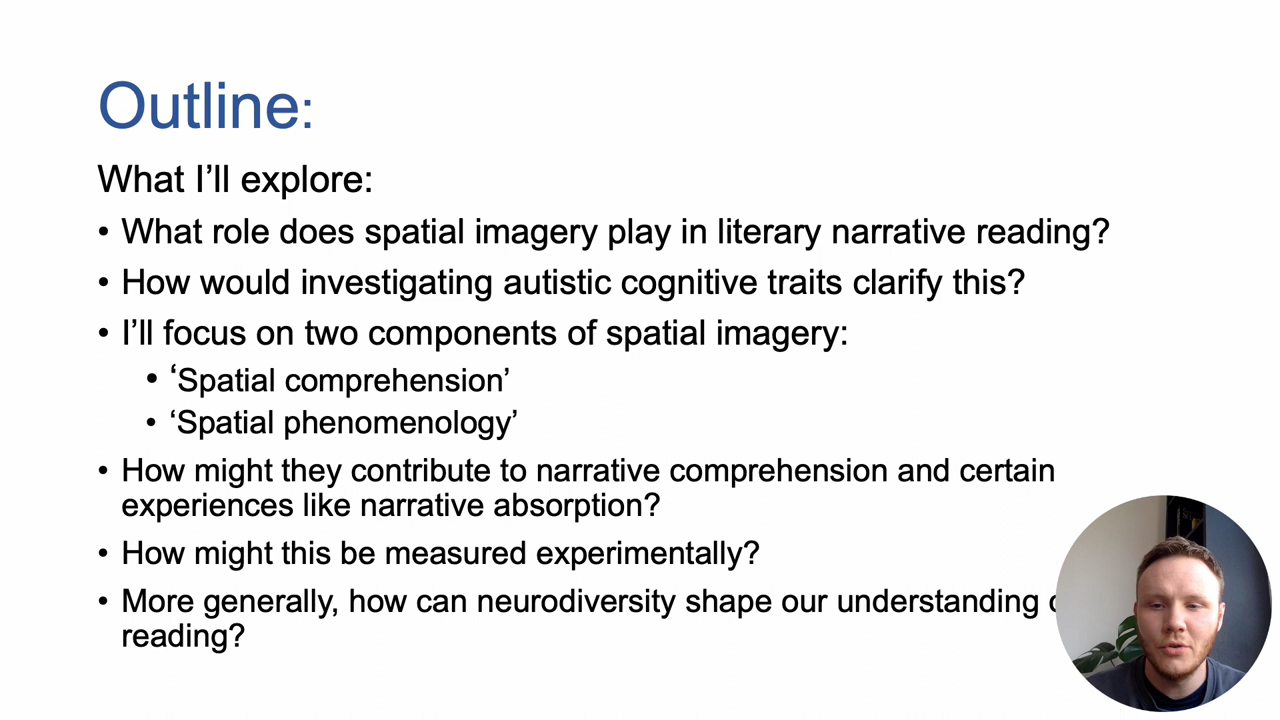 Outline:
What I’ll explore:
• What role does spatial imagery play in literary narrative reading?
• How would investigating autistic cognitive traits clarify this?
• I’ll focus on two components of spatial imagery:
• ‘Spatial comprehension’
• ‘Spatial phenomenology’
• How might they contribute to narrative comprehension and certain
experiences like narrative absorption?
• How might this be measured experimentally?
• More generally, how can neurodiversity shape our understanding
reading?